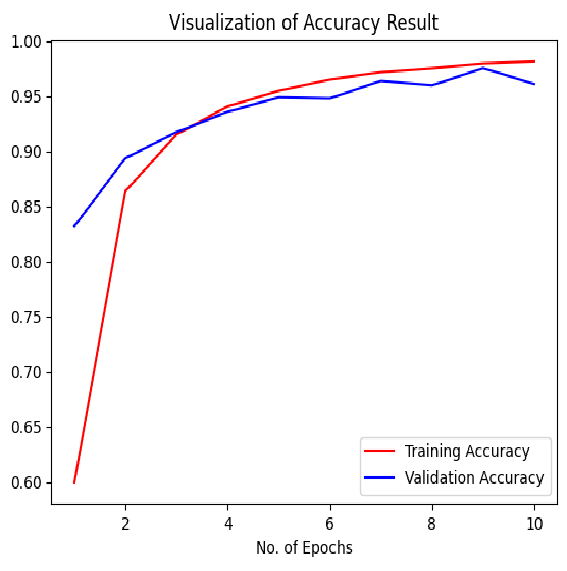 Visualization of Accuracy Result
1.00
0.95
0.90
0.85
0.80
0.75
0.70
0.65
0.60
Training Accuracy
Validation Accuracy
2 4 6 8 10
No. of Epochs